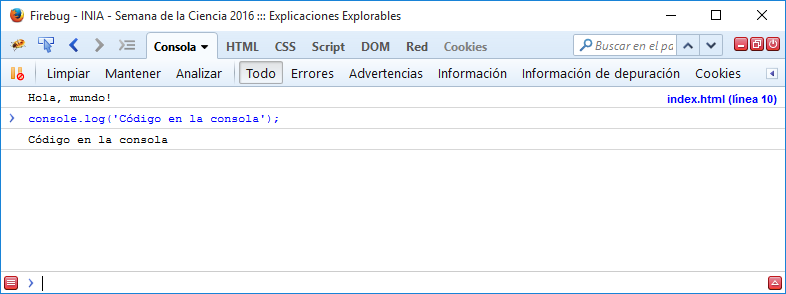 Firebug - INIA - Semana de la Ciencia 2016 ::: Explicaciones Explorables
Consola HTML CSS Script DOM Red Cookies Buscar en el pa
Limpiar Mantener Analizar Todo Errores Advertencias Información Información de depuración Cookies
Hola, mundo! index.html (línea 10)
console.log('Código en la consola');
Código en la consola